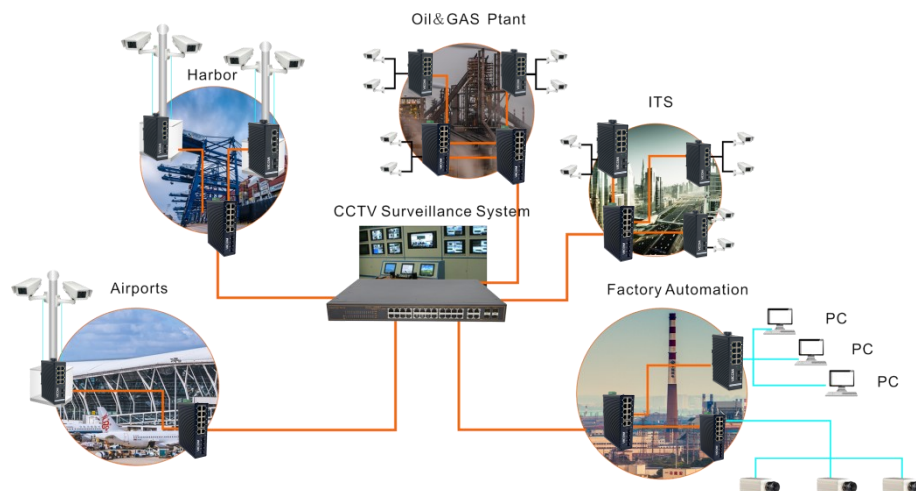 Oil&GAS Ptant
Harbor
ITS
CCTV Surveillance System
Airports
Factory Automation
PC
PC
PC